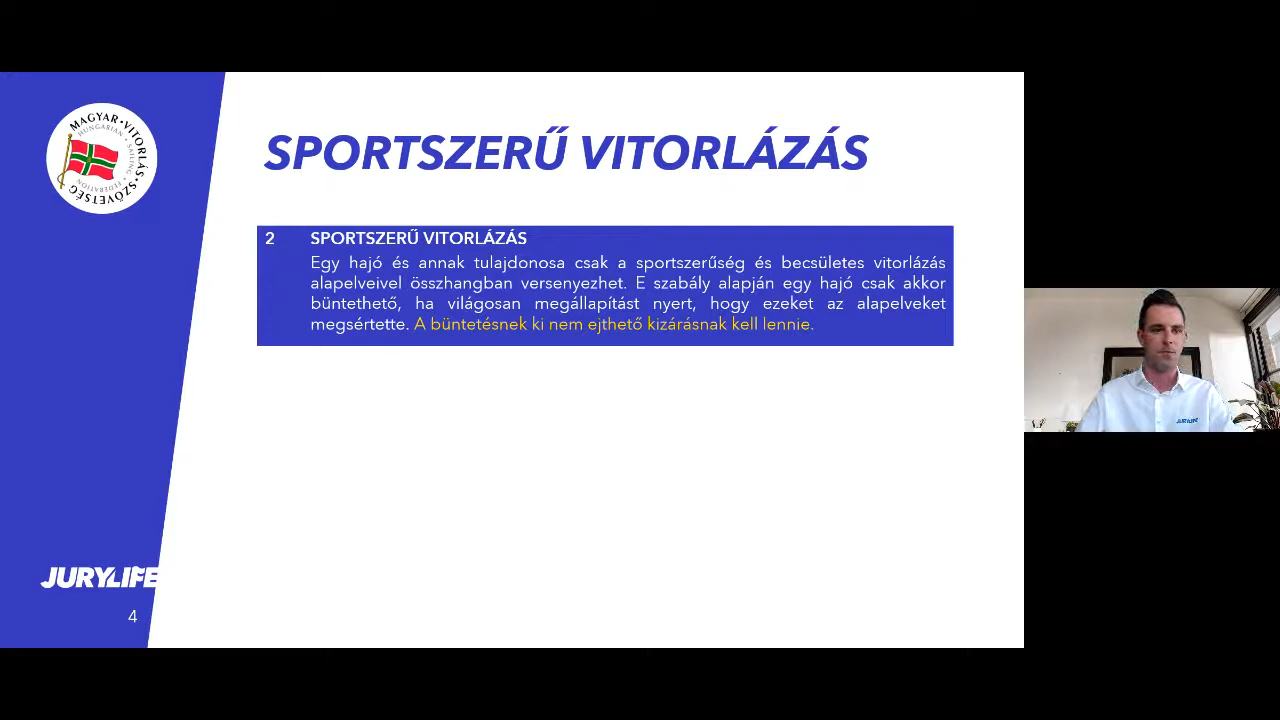 MAGYAR • VITORLÁS • SZÖVETSÉG
HUNGARIAN • SAILING • FEDERATION
SPORTSZERŰ VITORLÁZÁS
2 SPORTSZERŰ VITORLÁZÁS
Egy hajó és annak tulajdonosa csak a sportszerűség és becsületes vitorlázás
alapelveivel összhangban versenyezhet. E szabály alapján egy hajó csak akkor
büntethető, ha világosan megállapítást nyert, hogy ezeket az alapelveket
megsértette. A büntetésnek ki nem ejthető kizárásnak kell lennie.
JURYLIFE
JURYLIFE
4